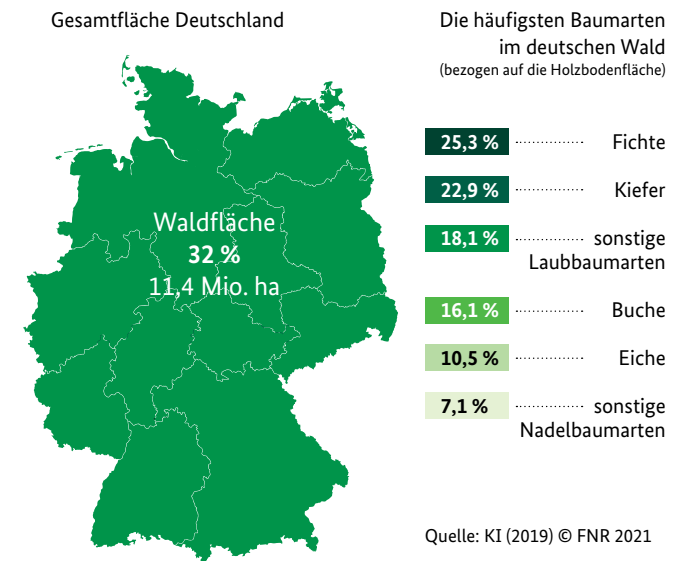 Gesamtfläche Deutschland
Waldfläche
32 %
11,4 Mio. ha
Die häufigsten Baumarten
im deutschen Wald
(bezogen auf die Holzbodenfläche)
25,3 % Fichte
22,9 % Kiefer
18,1 % sonstige
Laubbaumarten
16,1 % Buche
10,5 % Eiche
7,1 % sonstige
Nadelbaumarten
Quelle: KI (2019) © FNR 2021